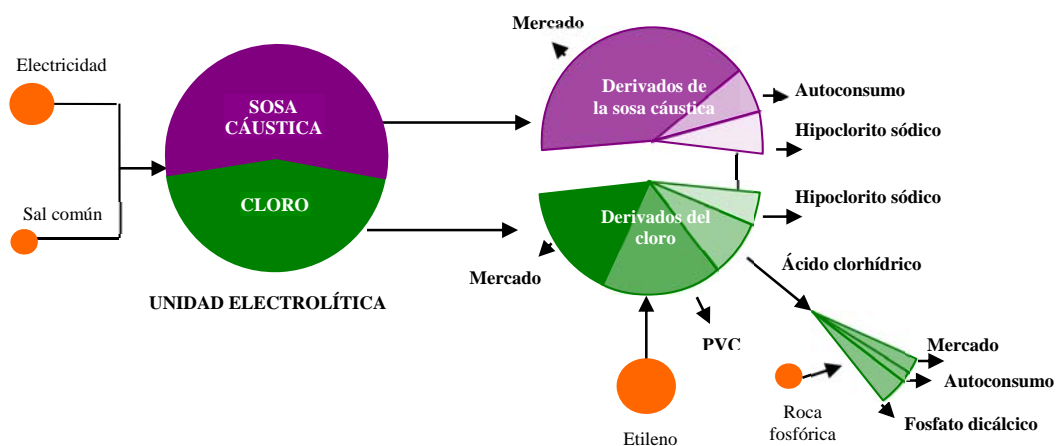 Mercado
Electricidad
SOSA
CÁUSTICA
Derivados de
la sosa cáustica
Autoconsumo
Hipoclorito sódico
Sal común
CLORO
Derivados del
cloro
Hipoclorito sódico
Mercado
Ácido clorhídrico
UNIDAD ELECTROLÍTICA
PVC
Mercado
Autoconsumo
Roca
fosfórica
Fosfato dicálcico
Etileno